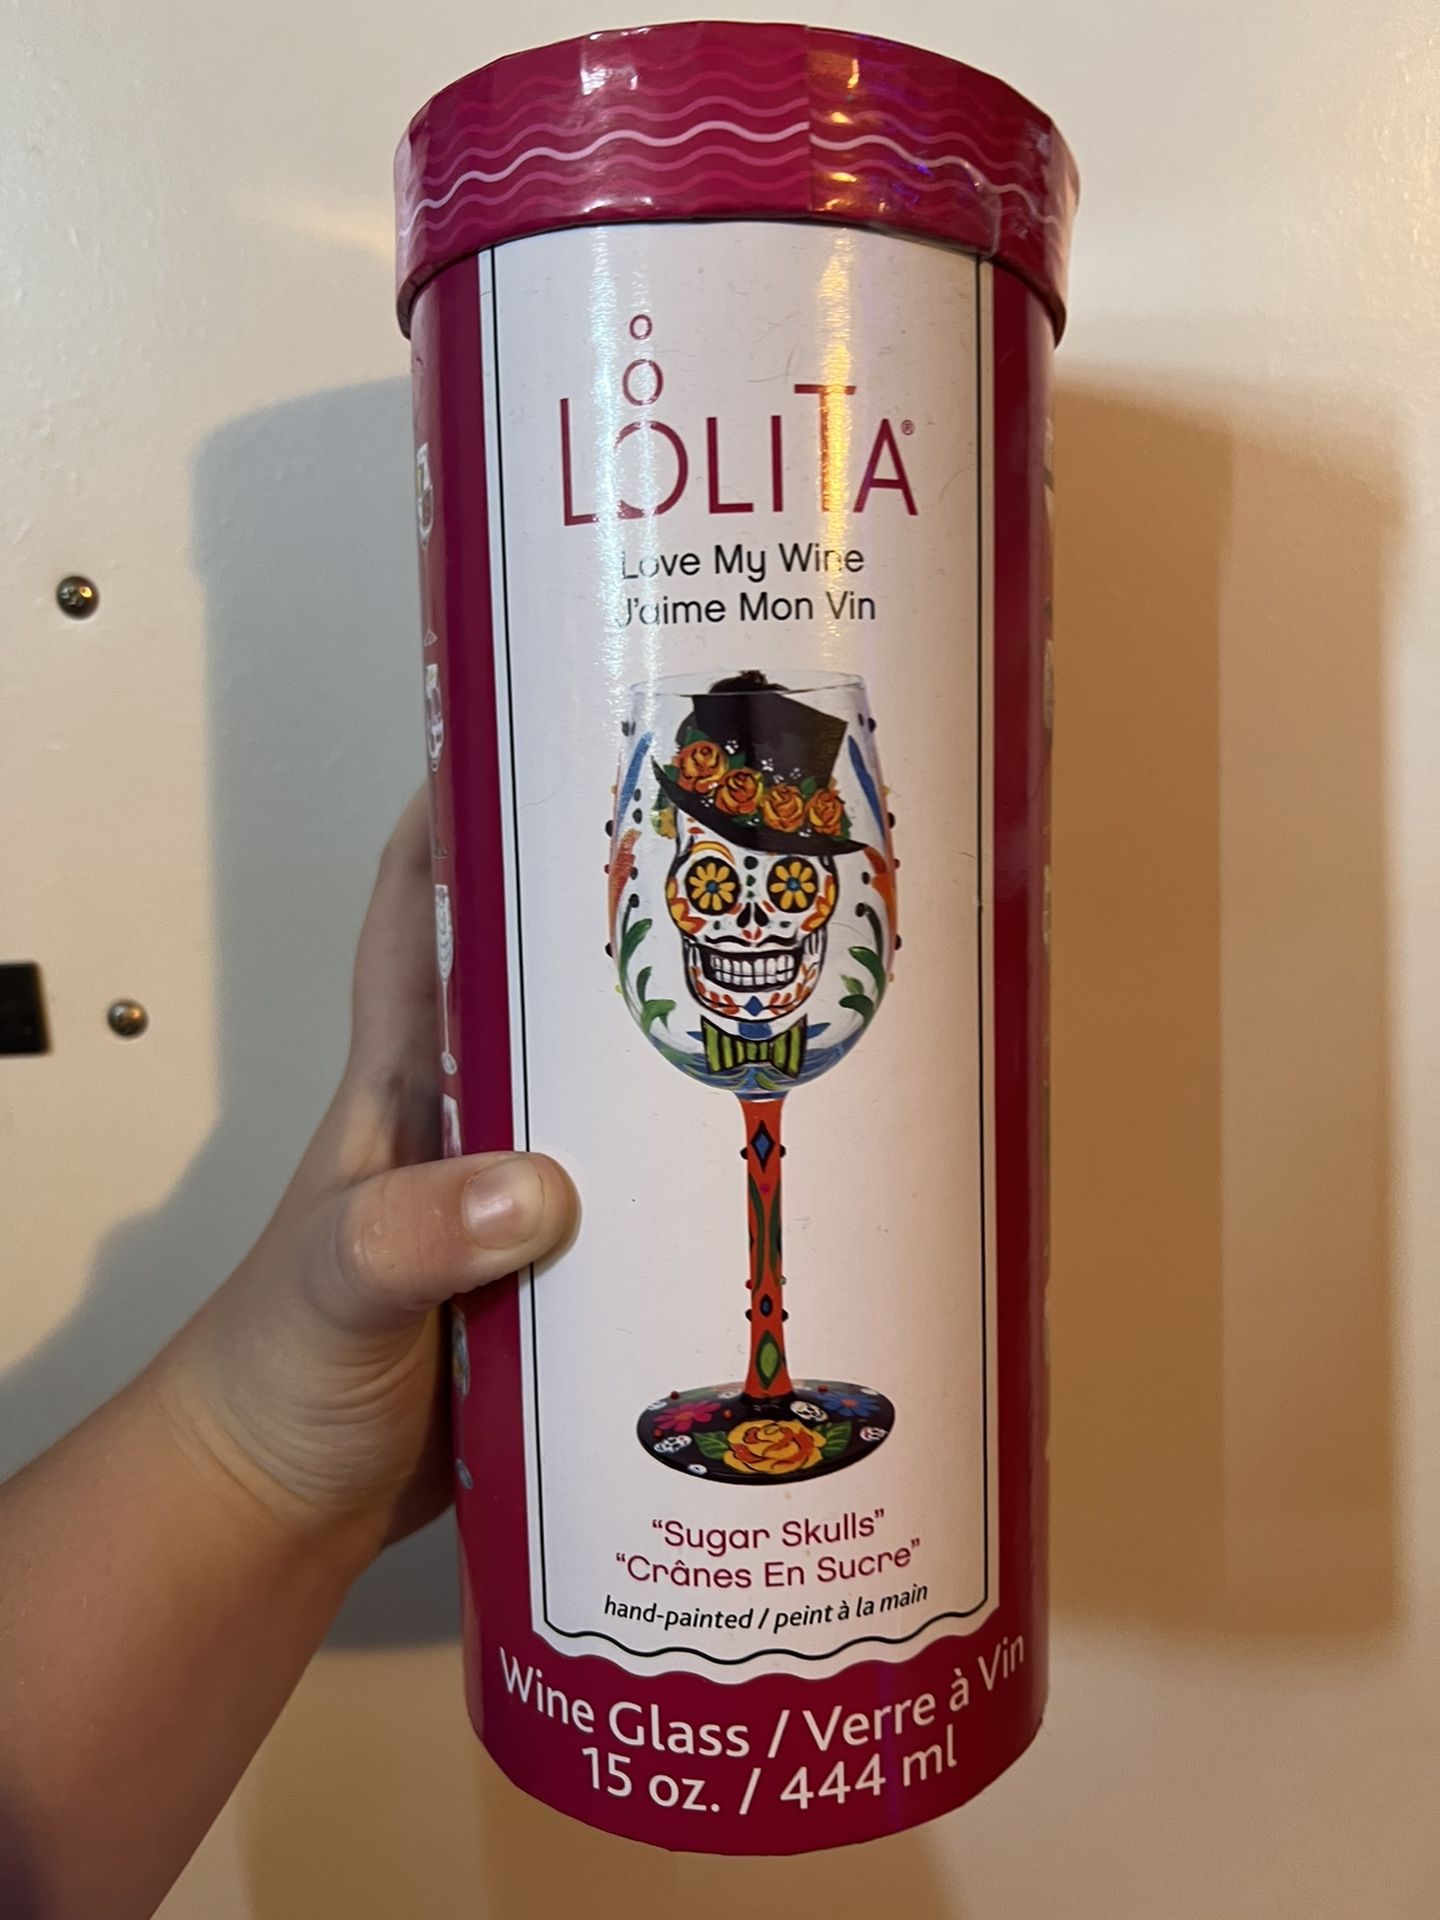 LOLITA®
Love My Wine
J'aime Mon Vin
“Sugar Skulls”
“Crânes En Sucre”
hand-painted / peint à la main
Wine Glass / Verre à Vin
15 oz. / 444 ml